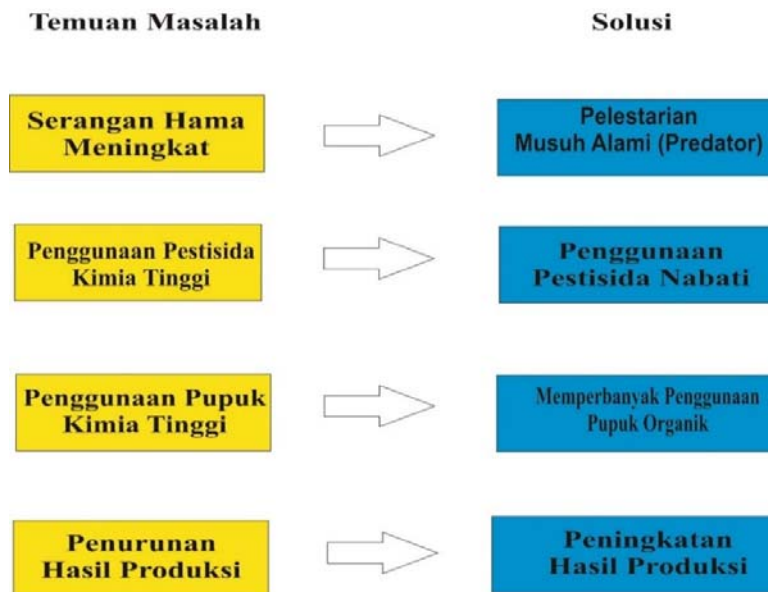 Temuan Masalah
Solusi
Serangan Hama
Meningkat
Pelestarian
Musuh Alami (Predator)
Penggunaan Pestisida
Kimia Tinggi
Penggunaan
Pestisida Nabati
Penggunaan Pupuk
Kimia Tinggi
Memperbanyak Penggunaan
Pupuk Organik
Penurunan
Hasil Produksi
Peningkatan
Hasil Produksi